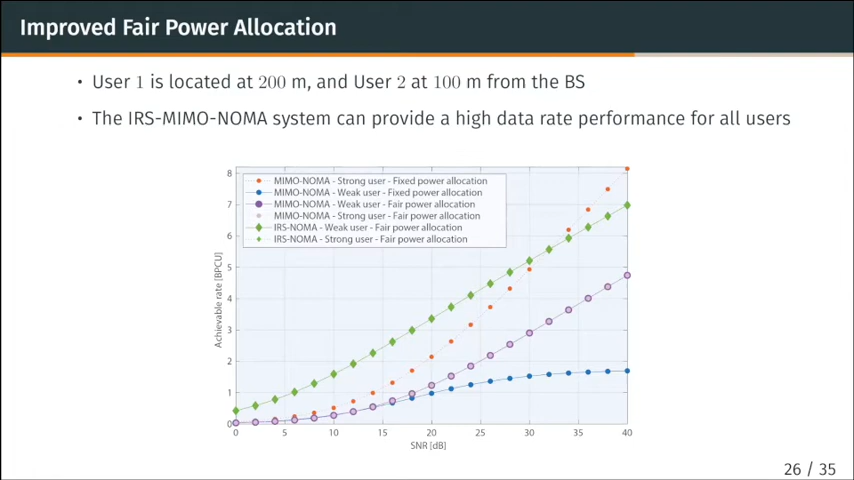 Improved Fair Power Allocation
• User 1 is located at 200 m, and User 2 at 100 m from the BS
• The IRS-MIMO-NOMA system can provide a high data rate performance for all users
MIMO-NOMA - Strong user - Fixed power allocation
MIMO-NOMA - Weak user - Fixed power allocation
MIMO-NOMA - Weak user - Fair power allocation
MIMO-NOMA - Strong user - Fair power allocation
IRS-NOMA - Weak user - Fair power allocation
IRS-NOMA - Strong user - Fair power allocation
Achievable rate [BPCU]
8
7
6
5
4
3
2
1
0
0 5 10 15 20 25 30 35 40
SNR [dB]
26 / 35